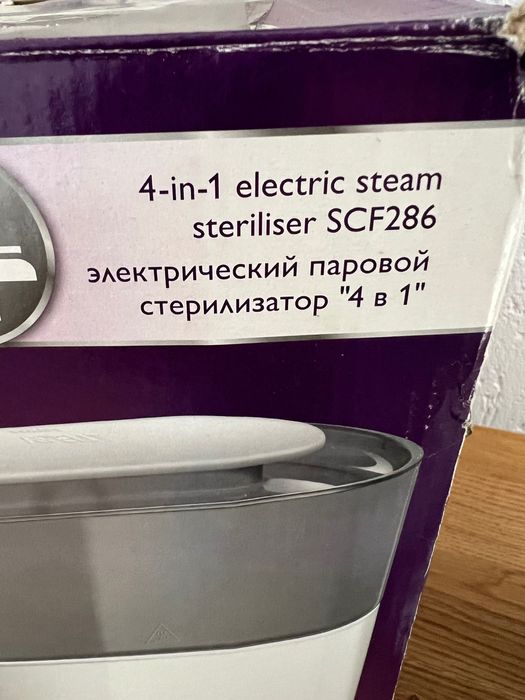 4-in-1 electric steam
steriliser SCF286
электрический паровой
стерилизатор "4 в 1"